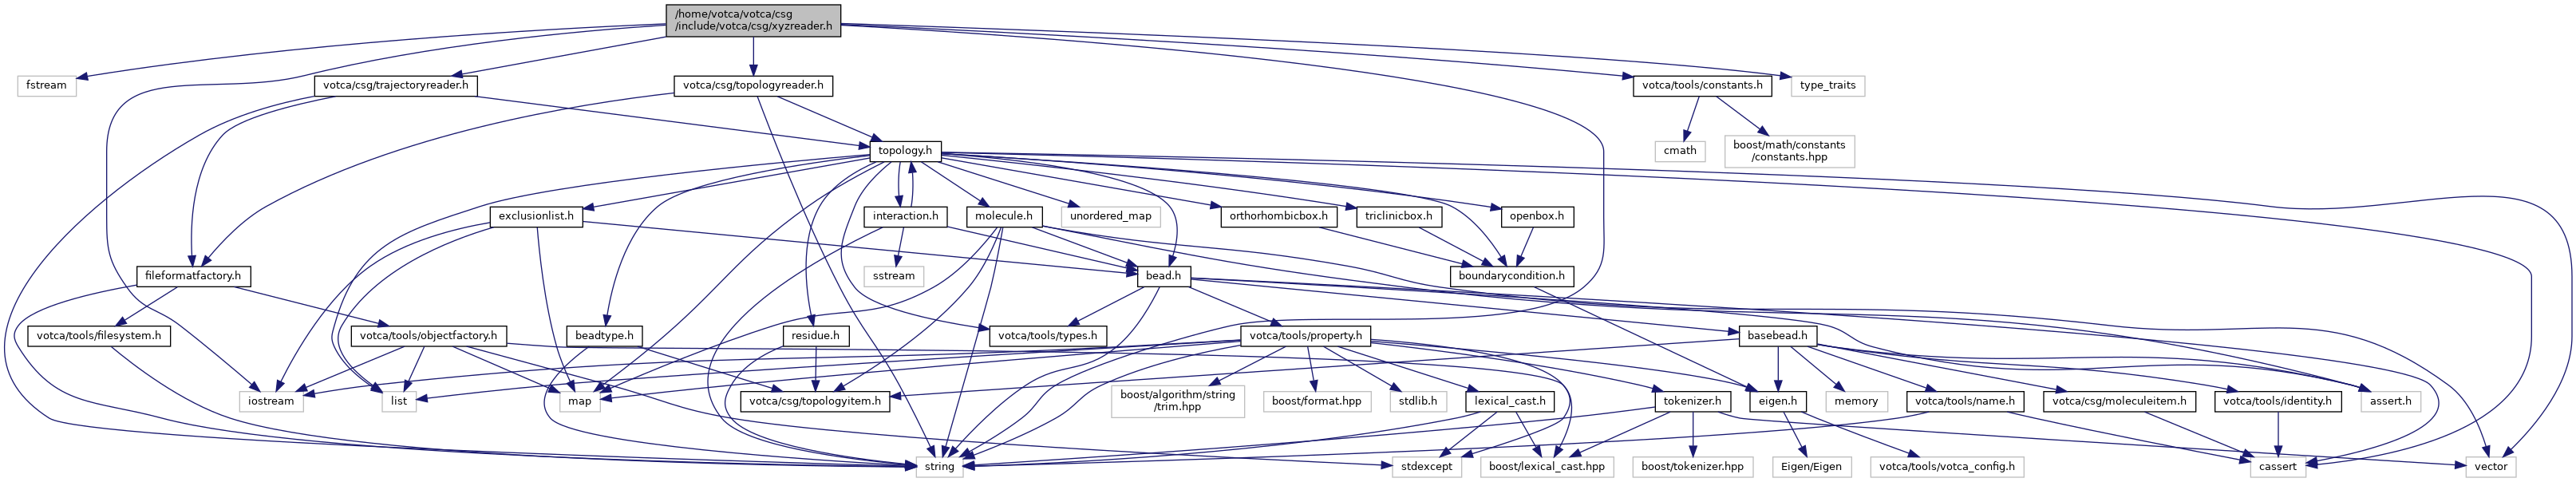 /home/votca/votca/csg
/include/votca/csg/xyzreader.h
fstream
votca/csg/trajectoryreader.h
votca/csg/topologyreader.h
votca/tools/constants.h
type_traits
topology.h
cmath
boost/math/constants
/constants.hpp
exclusionlist.h
interaction.h
molecule.h
unordered_map
orthorhombicbox.h
triclinicbox.h
openbox.h
fileformatfactory.h
sstream
bead.h
boundarycondition.h
votca/tools/filesystem.h
votca/tools/objectfactory.h
beadtype.h
residue.h
votca/tools/types.h
votca/tools/property.h
basebead.h
iostream
list
map
votca/csg/topologyitem.h
boost/algorithm/string
/trim.hpp
boost/format.hpp
stdlib.h
lexical_cast.h
tokenizer.h
eigen.h
memory
votca/tools/name.h
votca/csg/moleculeitem.h
votca/tools/identity.h
assert.h
string
stdexcept
boost/lexical_cast.hpp
boost/tokenizer.hpp
Eigen/Eigen
votca/tools/votca_config.h
cassert
vector